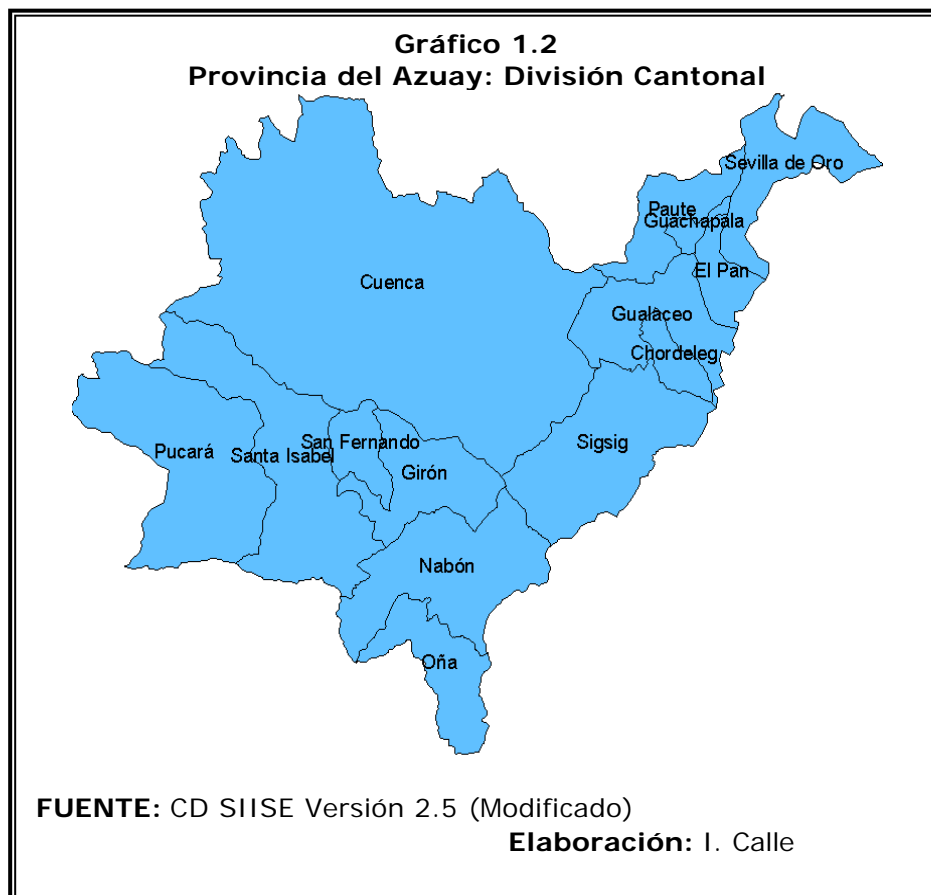 Gráfico 1.2
Provincia del Azuay: División Cantonal
Sevilla de Oro
Paute
Guachapala
El Pan
Cuenca
Gualaceo
Chordeleg
San Fernando
Sigsig
Pucará
Santa Isabel
Girón
Nabón
Oña
FUENTE: CD SIISE Versión 2.5 (Modificado)
Elaboración: I. Calle